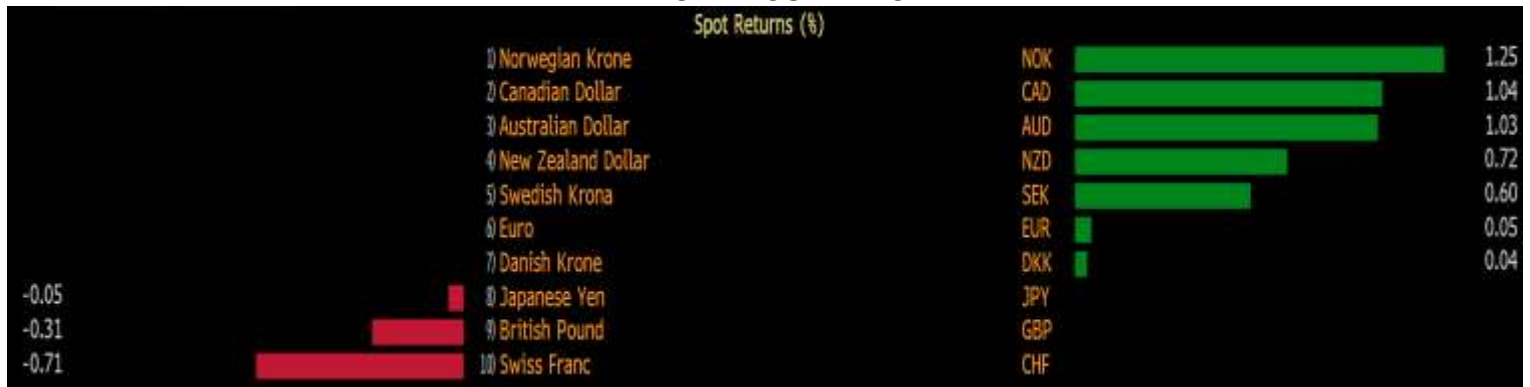 Spot Returns (%)
1) Norwegian Krone NOK 1.25
2) Canadian Dollar CAD 1.04
3) Australian Dollar AUD 1.03
4) New Zealand Dollar NZD 0.72
5) Swedish Krona SEK 0.60
6) Euro EUR 0.05
7) Danish Krone DKK 0.04
-0.05 8) Japanese Yen JPY
-0.31 9) British Pound GBP
-0.71 10) Swiss Franc CHF